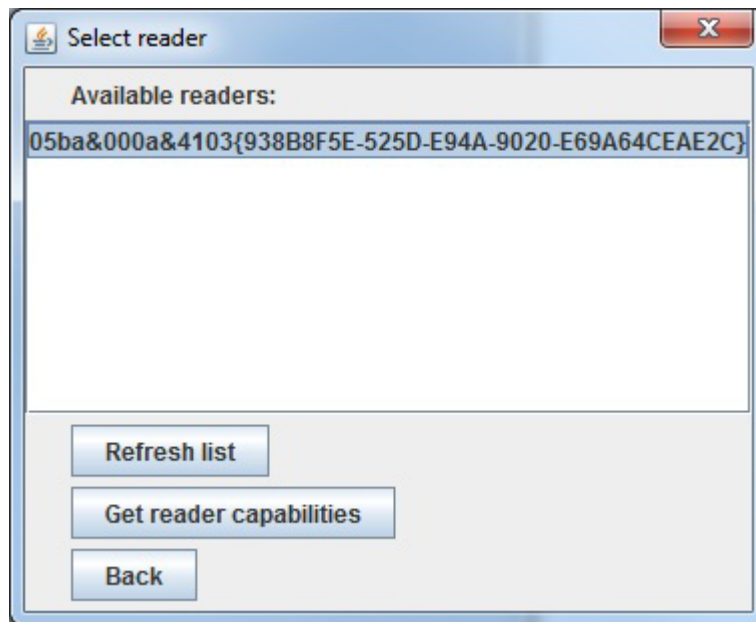 Select reader
Available readers:
05ba&000a&4103{938B8F5E-525D-E94A-9020-E69A64CEAE2C}
Refresh list
Get reader capabilities
Back